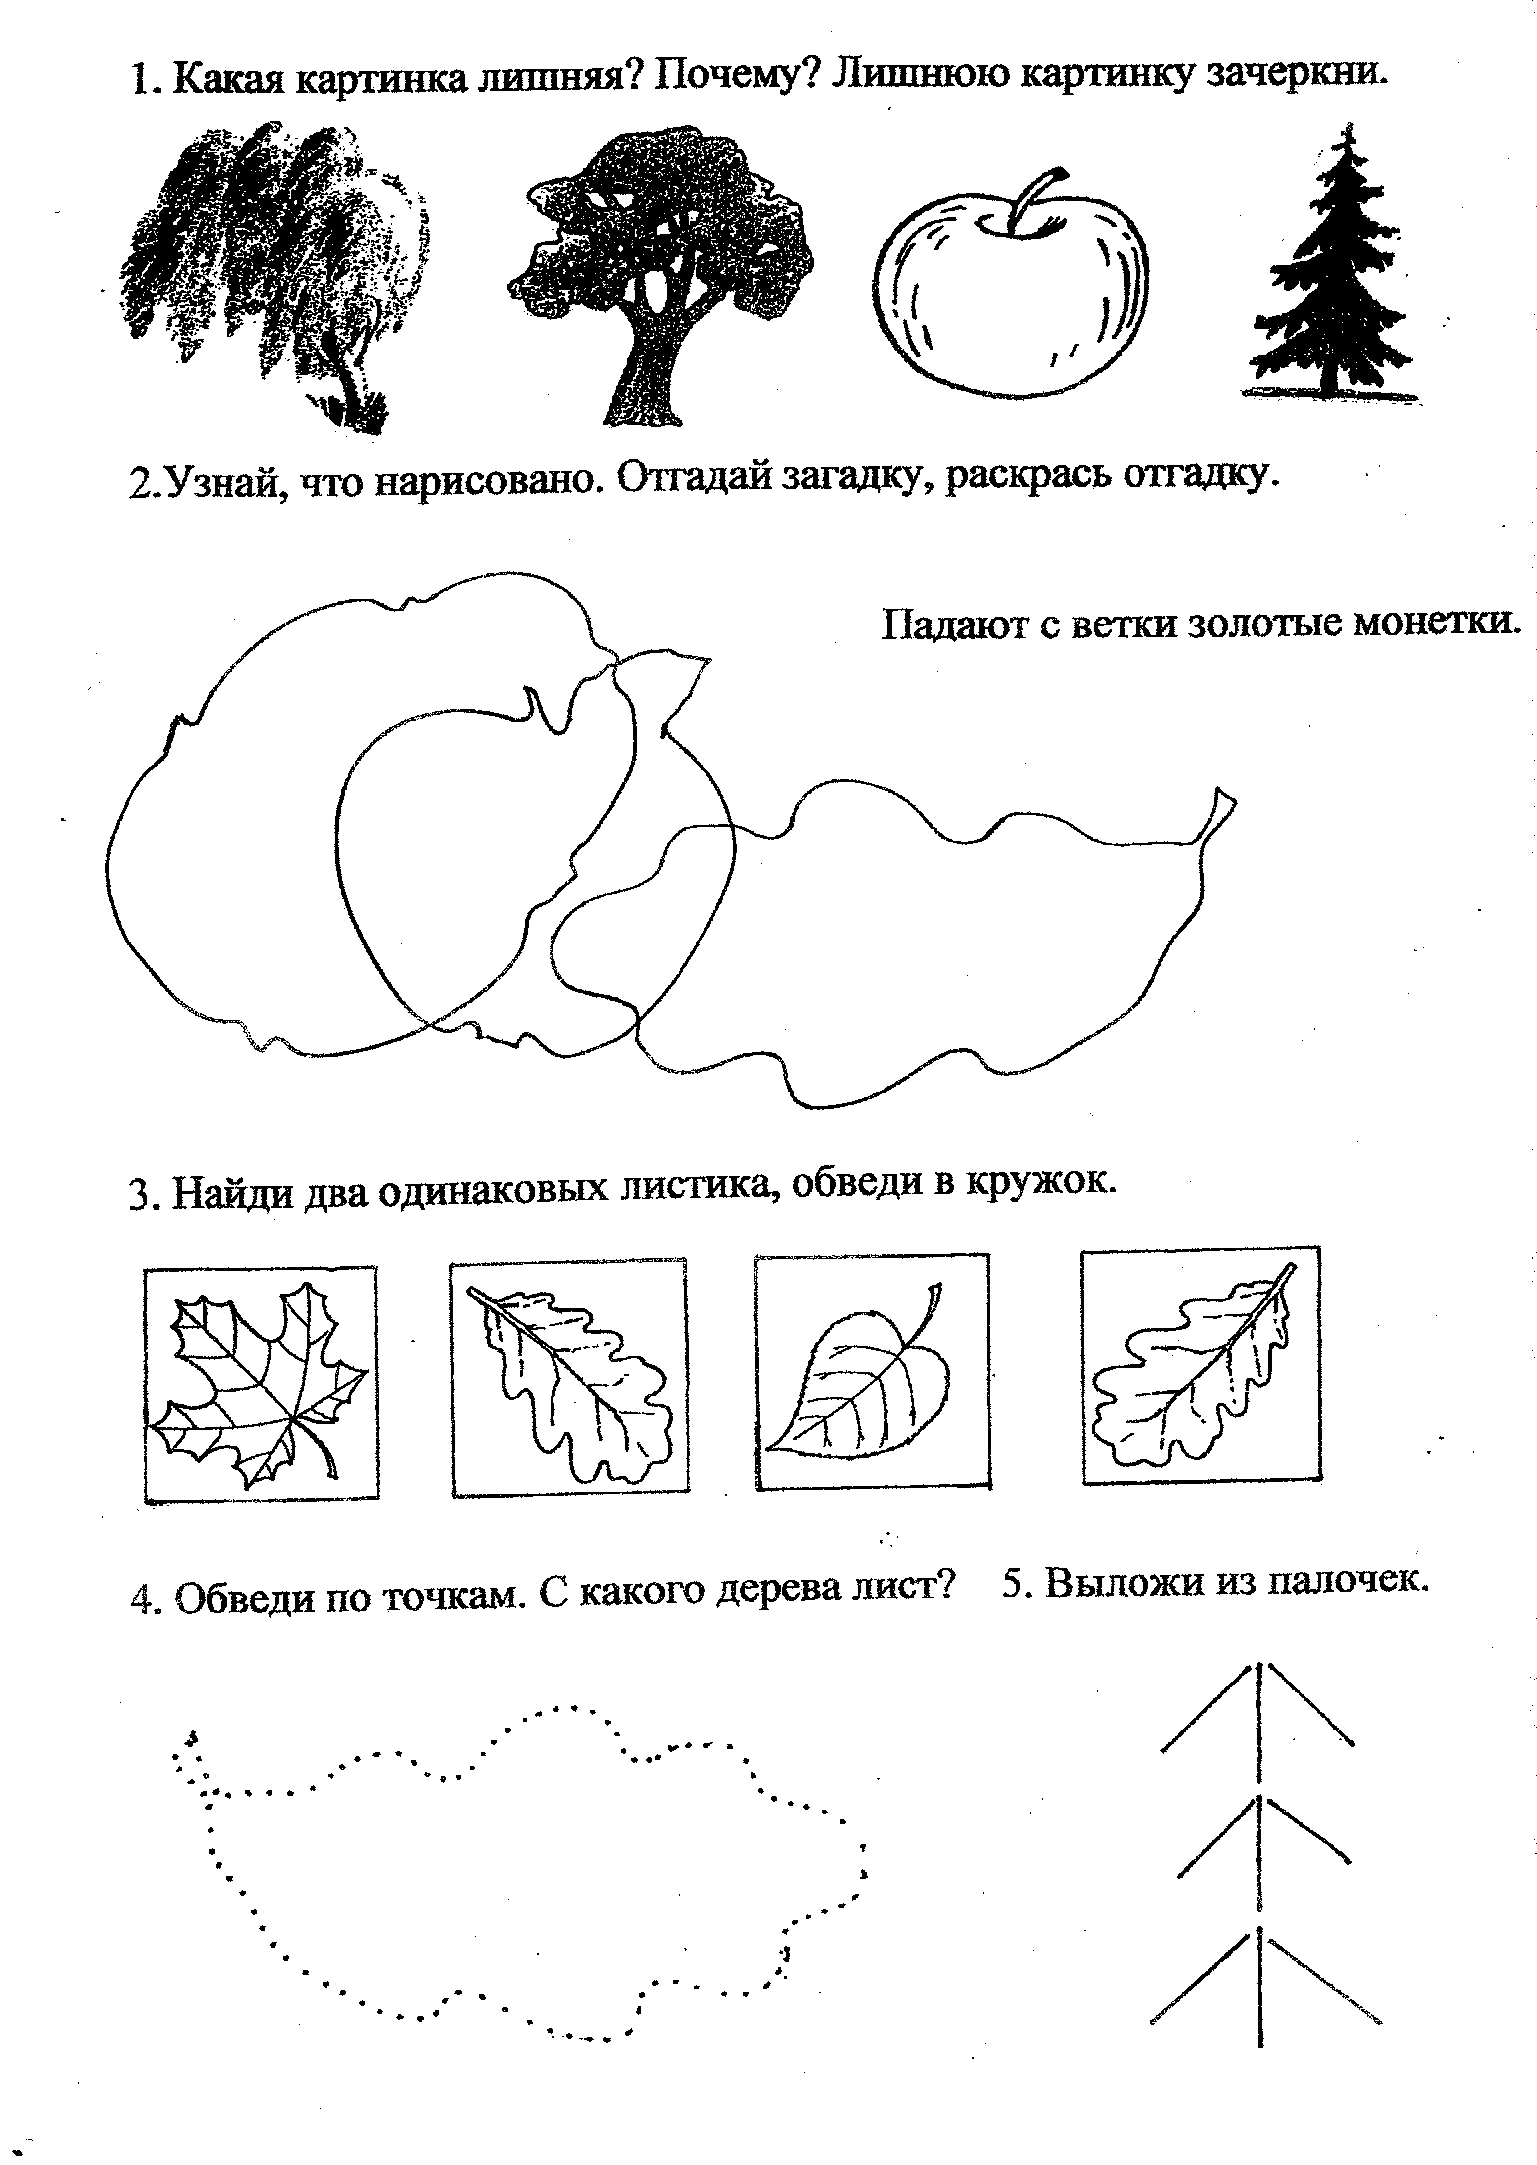 1. Какая картинка лишняя? Почему? Лишнюю картинку зачеркни.
2.Узнай, что нарисовано. Отгадай загадку, раскрась отгадку.
Падают с ветки золотые монетки.
3. Найди два одинаковых листика, обведи в кружок.
4. Обведи по точкам. С какого дерева лист?
5. Выложи из палочек.